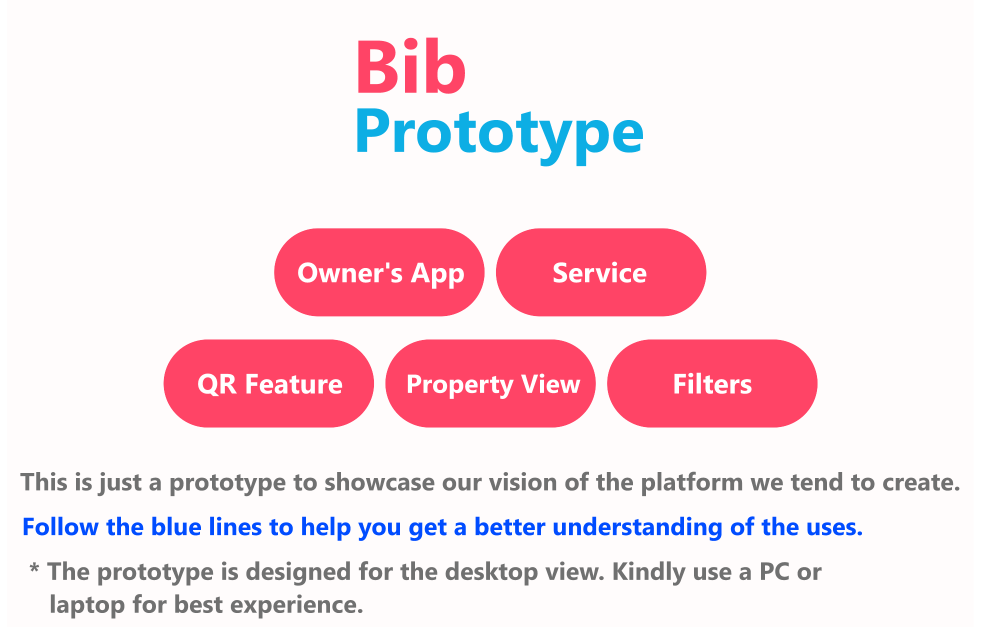 Bib
Prototype
Owner's App
Service
QR Feature
Property View
Filters
This is just a prototype to showcase our vision of the platform we tend to create.
Follow the blue lines to help you get a better understanding of the uses.
* The prototype is designed for the desktop view. Kindly use a PC or
laptop for best experience.